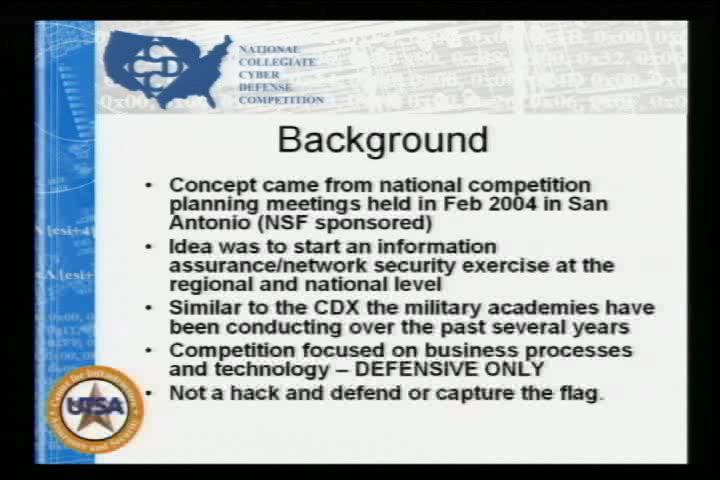 CCDC
NATIONAL
COLLEGIATE
CYBER
DEFENSE
COMPETITION
Background
• Concept came from national competition
planning meetings held in Feb 2004 in San
Antonio (NSF sponsored)
• Idea was to start an information
assurance/network security exercise at the
regional and national level
• Similar to the CDX the military academies have
been conducting over the past several years
• Competition focused on business processes
and technology – DEFENSIVE ONLY
• Not a hack and defend or capture the flag.
UTSA